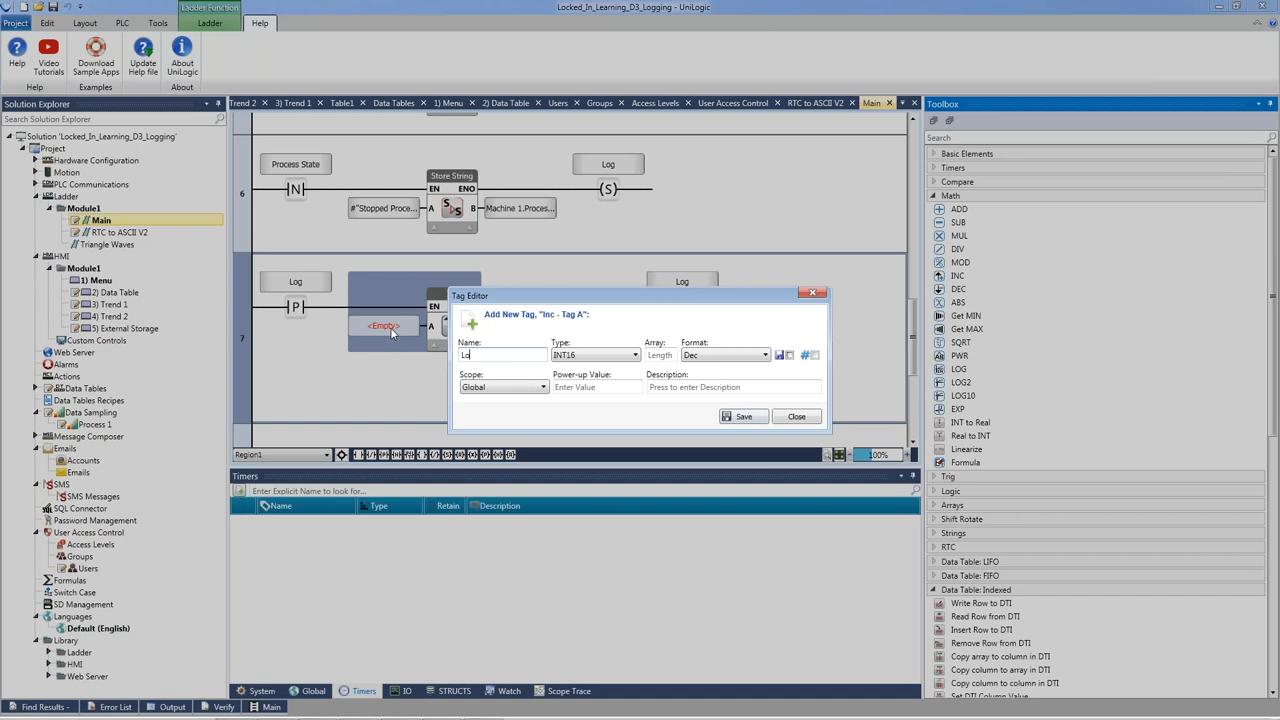 Ladder Function
Locked_In_Learning_D3_Logging - UniLogic
Project Edit Layout PLC Tools Ladder Help
Help
Video Tutorials
Download Sample Apps
Update Help file
About UniLogic
Help Examples About
Solution Explorer
Search Solution Explorer
Solution 'Locked_In_Learning_D3_Logging'
Project
Hardware Configuration
Motion
PLC Communications
Ladder
Module1
Main
RTC to ASCII V2
Triangle Waves
HMI
Module1
1) Menu
2) Data Table
3) Trend 1
4) Trend 2
5) External Storage
Custom Controls
Web Server
Alarms
Actions
Data Tables
Data Tables Recipes
Data Sampling
Process 1
Message Composer
Emails
Accounts
Emails
SMS
SMS Messages
SQL Connector
Password Management
User Access Control
Access Levels
Groups
Users
Formulas
Switch Case
SD Management
Languages
Default (English)
Library
Ladder
HMI
Web Server
Trend 2 3) Trend 1 Table1 Data Tables 1) Menu 2) Data Table Users Groups Access Levels User Access Control RTC to ASCII V2 Main
6
Process State
N
Store String
EN ENO
A B
#"Stopped Proce...
Machine 1.Proces...
Log
S
7
Log
P
EN
<Empty> A
Log
Tag Editor
Add New Tag, "Inc - Tag A":
Name: Type: Array: Format:
Lo INT16 Length Dec
Scope: Power-up Value: Description:
Global Enter Value Press to enter Description
Save Close
Region1
100%
Timers
Enter Explicit Name to look for...
Name Type Retain Description
System Global Timers IO STRUCTS Watch Scope Trace
Toolbox
Search
Basic Elements
Timers
Compare
Math
ADD
SUB
MUL
DIV
MOD
INC
DEC
ABS
Get MIN
Get MAX
SQRT
PWR
LOG
LOG2
LOG10
EXP
INT to Real
Real to INT
Linearize
Formula
Trig
Logic
Arrays
Shift Rotate
Strings
RTC
Data Table: LIFO
Data Table: FIFO
Data Table: Indexed
Write Row to DTI
Read Row from DTI
Insert Row to DTI
Remove Row from DTI
Copy array to column in DTI
Copy column to array in DTI
Copy column to column in DTI
Set DTI Column Value
Find Results - Error List Output Verify Main